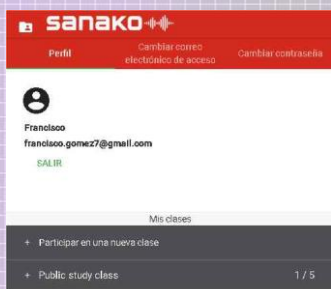 sanako
Perfil
Cambiar correo
electrónico de acceso
Cambiar contraseña
Francisco
francisco.gomez7@gmail.com
SALIR
Mis clases
+ Participar en una nueva clase
+ Public study class 1 / 5